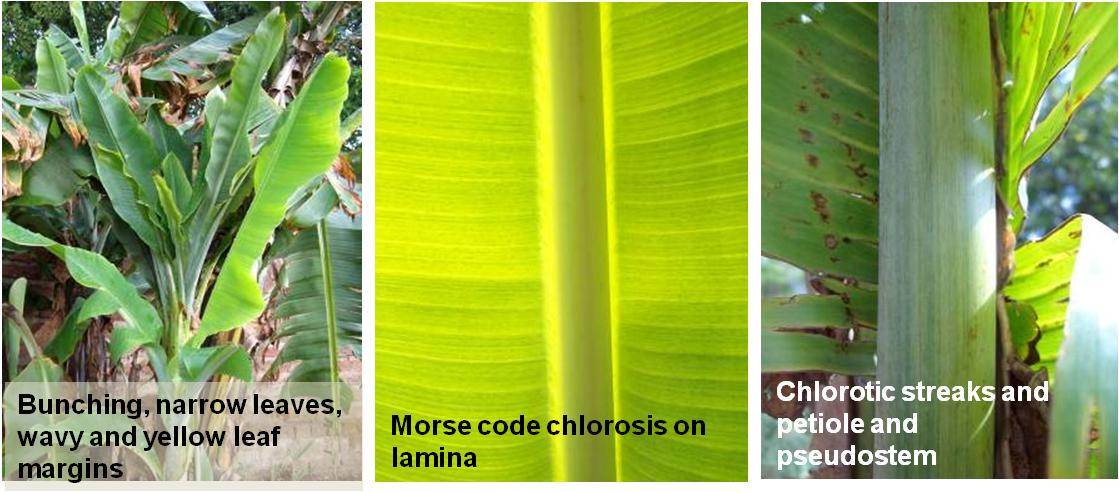 Bunching, narrow leaves,
wavy and yellow leaf
margins
Morse code chlorosis on
lamina
Chlorotic streaks and
petiole and
pseudostem